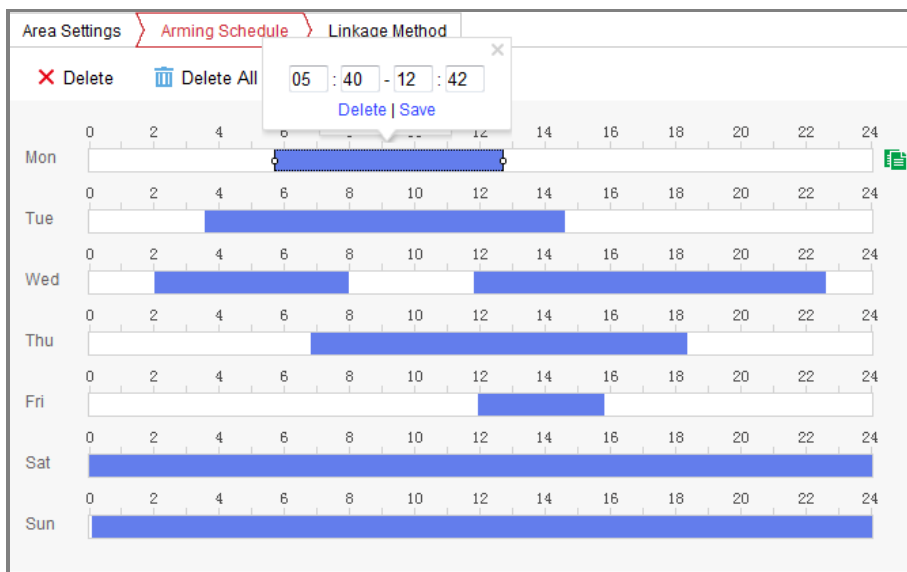 Area Settings Arming Schedule Linkage Method
Delete Delete All
05 : 40 - 12 : 42
Delete | Save
0 2 4 6 12 14 16 18 20 22 24
Mon
0 2 4 6 8 10 12 14 16 18 20 22 24
Tue
0 2 4 6 8 10 12 14 16 18 20 22 24
Wed
0 2 4 6 8 10 12 14 16 18 20 22 24
Thu
0 2 4 6 8 10 12 14 16 18 20 22 24
Fri
0 2 4 6 8 10 12 14 16 18 20 22 24
Sat
0 2 4 6 8 10 12 14 16 18 20 22 24
Sun